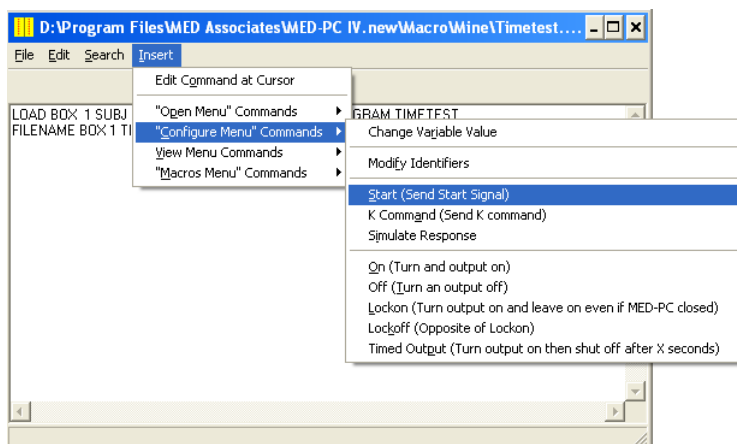 D:\Program Files\MED Associates\MED-PC IV.new\Macro\Mine\Timetest....
File Edit Search Insert
Edit Command at Cursor
LOAD BOX 1 SUBJ "Open Menu" Commands GRAM TIMETEST
FILENAME BOX 1 TI "Configure Menu" Commands Change Variable Value
View Menu Commands Modify Identifiers
"Macros Menu" Commands
Start (Send Start Signal)
K Command (Send K command)
Simulate Response
On (Turn and output on)
Off (Turn an output off)
Lockon (Turn output on and leave on even if MED-PC closed)
Lockoff (Opposite of Lockon)
Timed Output (Turn output on then shut off after X seconds)